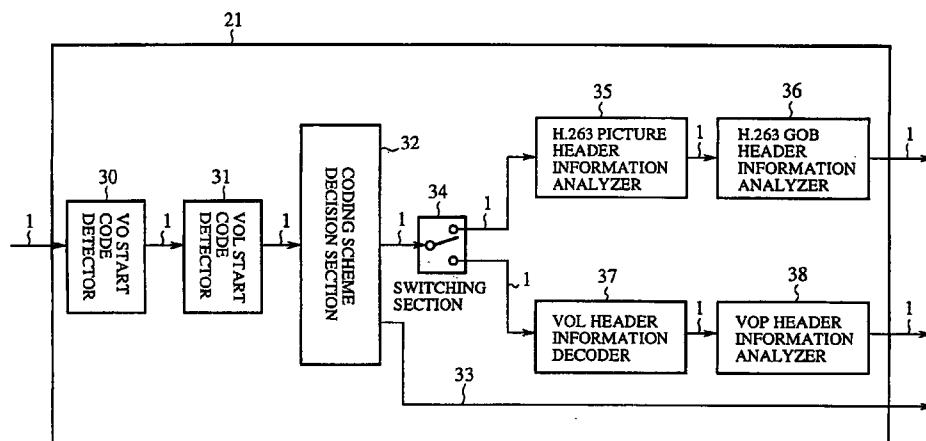 21
30
VO START
CODE
DETECTOR
31
VOL START
CODE
DETECTOR
32
CODING SCHEME
DECISION SECTION
34
SWITCHING
SECTION
35
H.263 PICTURE
HEADER
INFORMATION
ANALYZER
36
H.263 GOB
HEADER
INFORMATION
ANALYZER
37
VOL HEADER
INFORMATION
DECODER
38
VOP HEADER
INFORMATION
ANALYZER
33
1
1
1
1
1
1
1
1
1
1